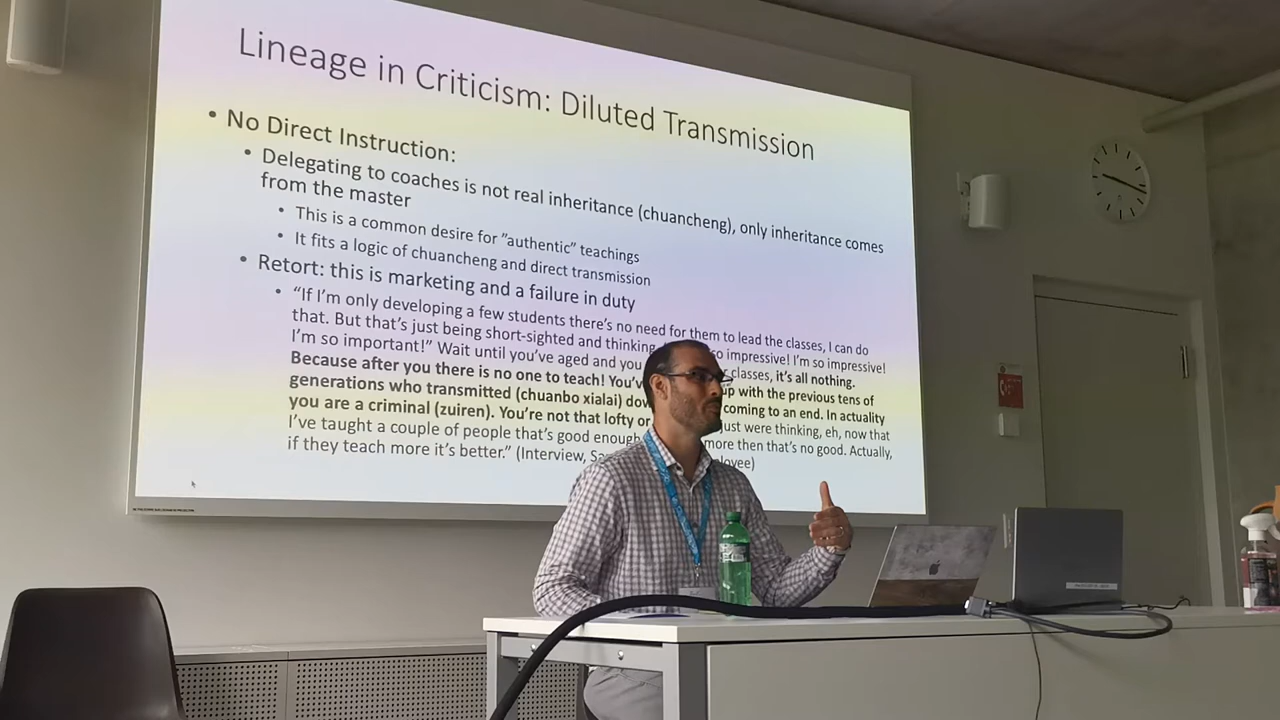 Lineage in Criticism: Diluted Transmission
• No Direct Instruction:
• Delegating to coaches is not real inheritance (chuancheng), only inheritance comes
from the master
• This is a common desire for "authentic" teachings
• It fits a logic of chuancheng and direct transmission
• Retort: this is marketing and a failure in duty
• "If I'm only developing a few students there's no need for them to lead the classes, I can do
that. But that's just being short-sighted and thinking so impressive! I'm so impressive!
I'm so important!" Wait until you've aged and you classes, it's all nothing.
Because after you there is no one to teach! up with the previous tens of
generations who transmitted (chuanbo xialai) coming to an end. In actuality
you are a criminal (zuiren). You're not that lofty or just were thinking, eh, now that
I've taught a couple of people that's good enough more then that's no good. Actually,
if they teach more it's better." (Interview,